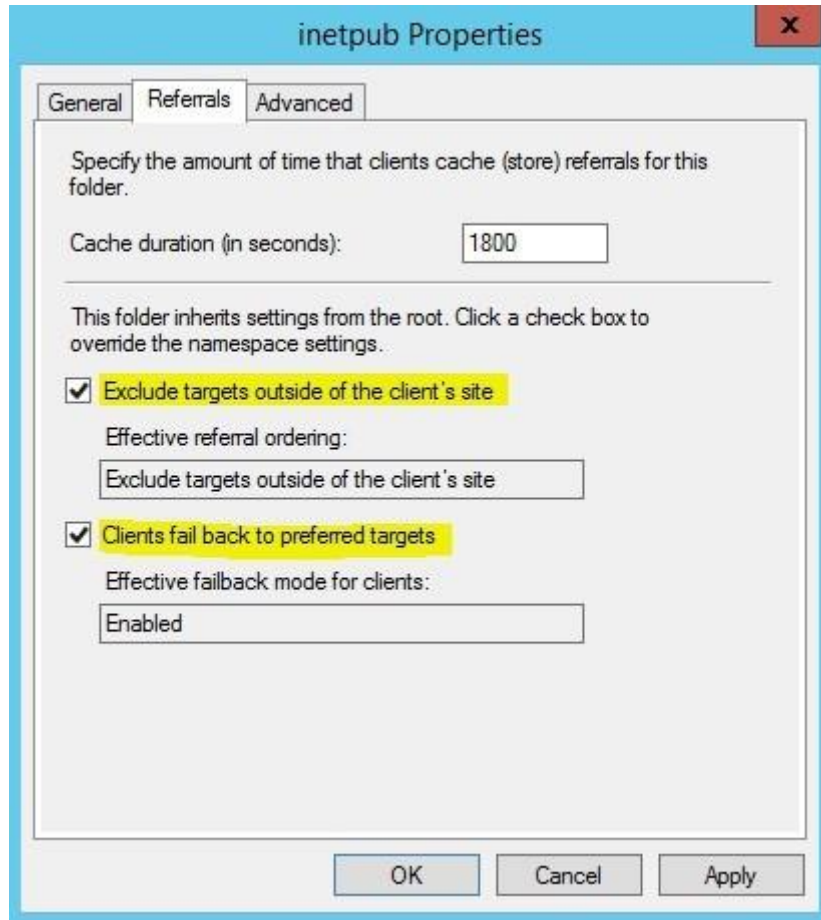 inetpub Properties
x
General Referrals Advanced
Specify the amount of time that clients cache (store) referrals for this
folder.
Cache duration (in seconds): 1800
This folder inherits settings from the root. Click a check box to
override the namespace settings.
Exclude targets outside of the client's site
Effective referral ordering:
Exclude targets outside of the client's site
Clients fail back to preferred targets
Effective failback mode for clients:
Enabled
OK Cancel Apply